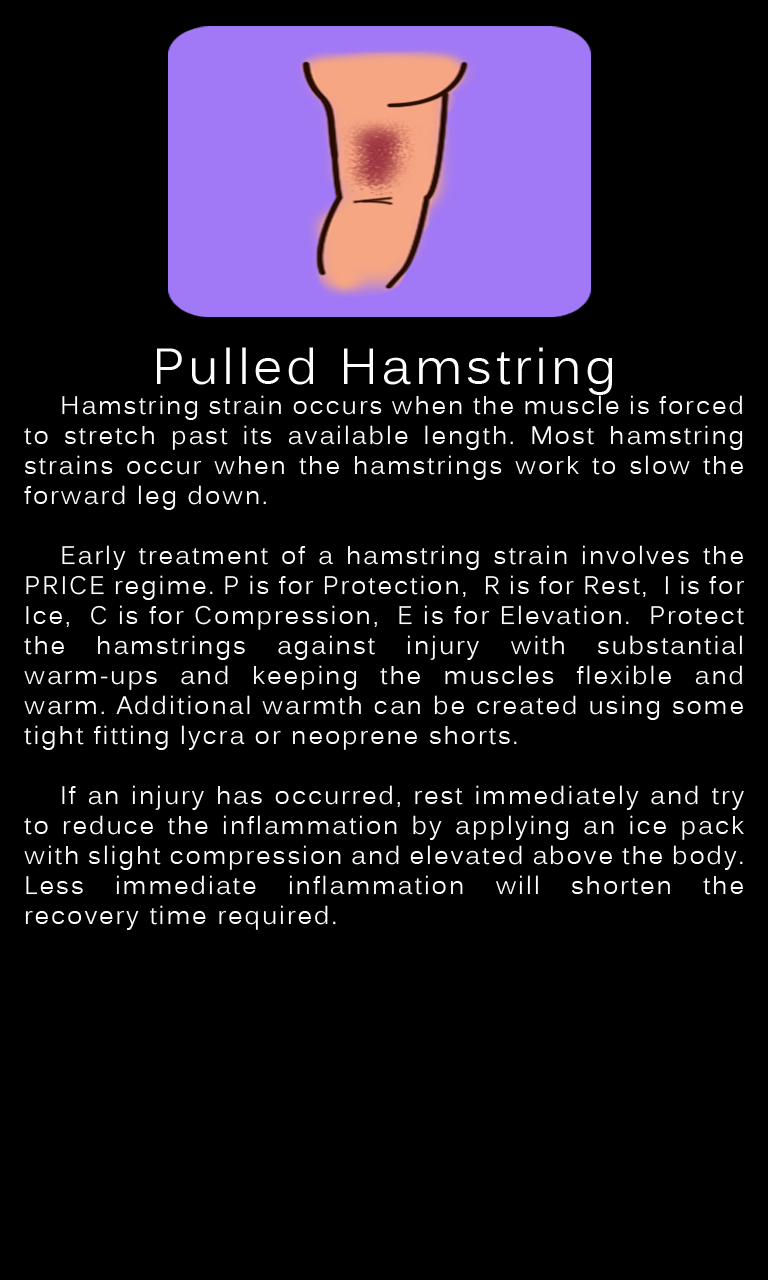 Pulled Hamstring
Hamstring strain occurs when the muscle is forced
to stretch past its available length. Most hamstring
strains occur when the hamstrings work to slow the
forward leg down.
Early treatment of a hamstring strain involves the
PRICE regime. P is for Protection, R is for Rest, I is for
Ice, C is for Compression, E is for Elevation. Protect
the hamstrings against injury with substantial
warm-ups and keeping the muscles flexible and
warm. Additional warmth can be created using some
tight fitting lycra or neoprene shorts.
If an injury has occurred, rest immediately and try
to reduce the inflammation by applying an ice pack
with slight compression and elevated above the body.
Less immediate inflammation will shorten the
recovery time required.